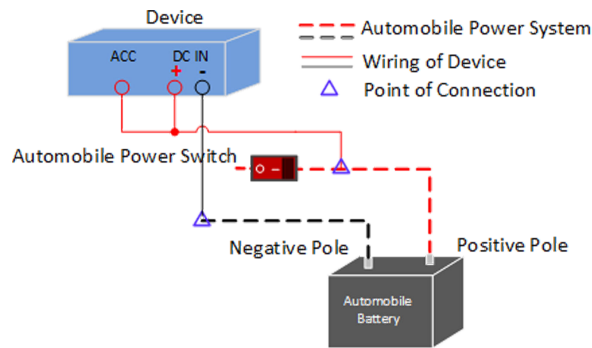 Device
ACC DC IN
+ -
Automobile Power System
Wiring of Device
Point of Connection
Automobile Power Switch
Negative Pole
Positive Pole
Automobile
Battery